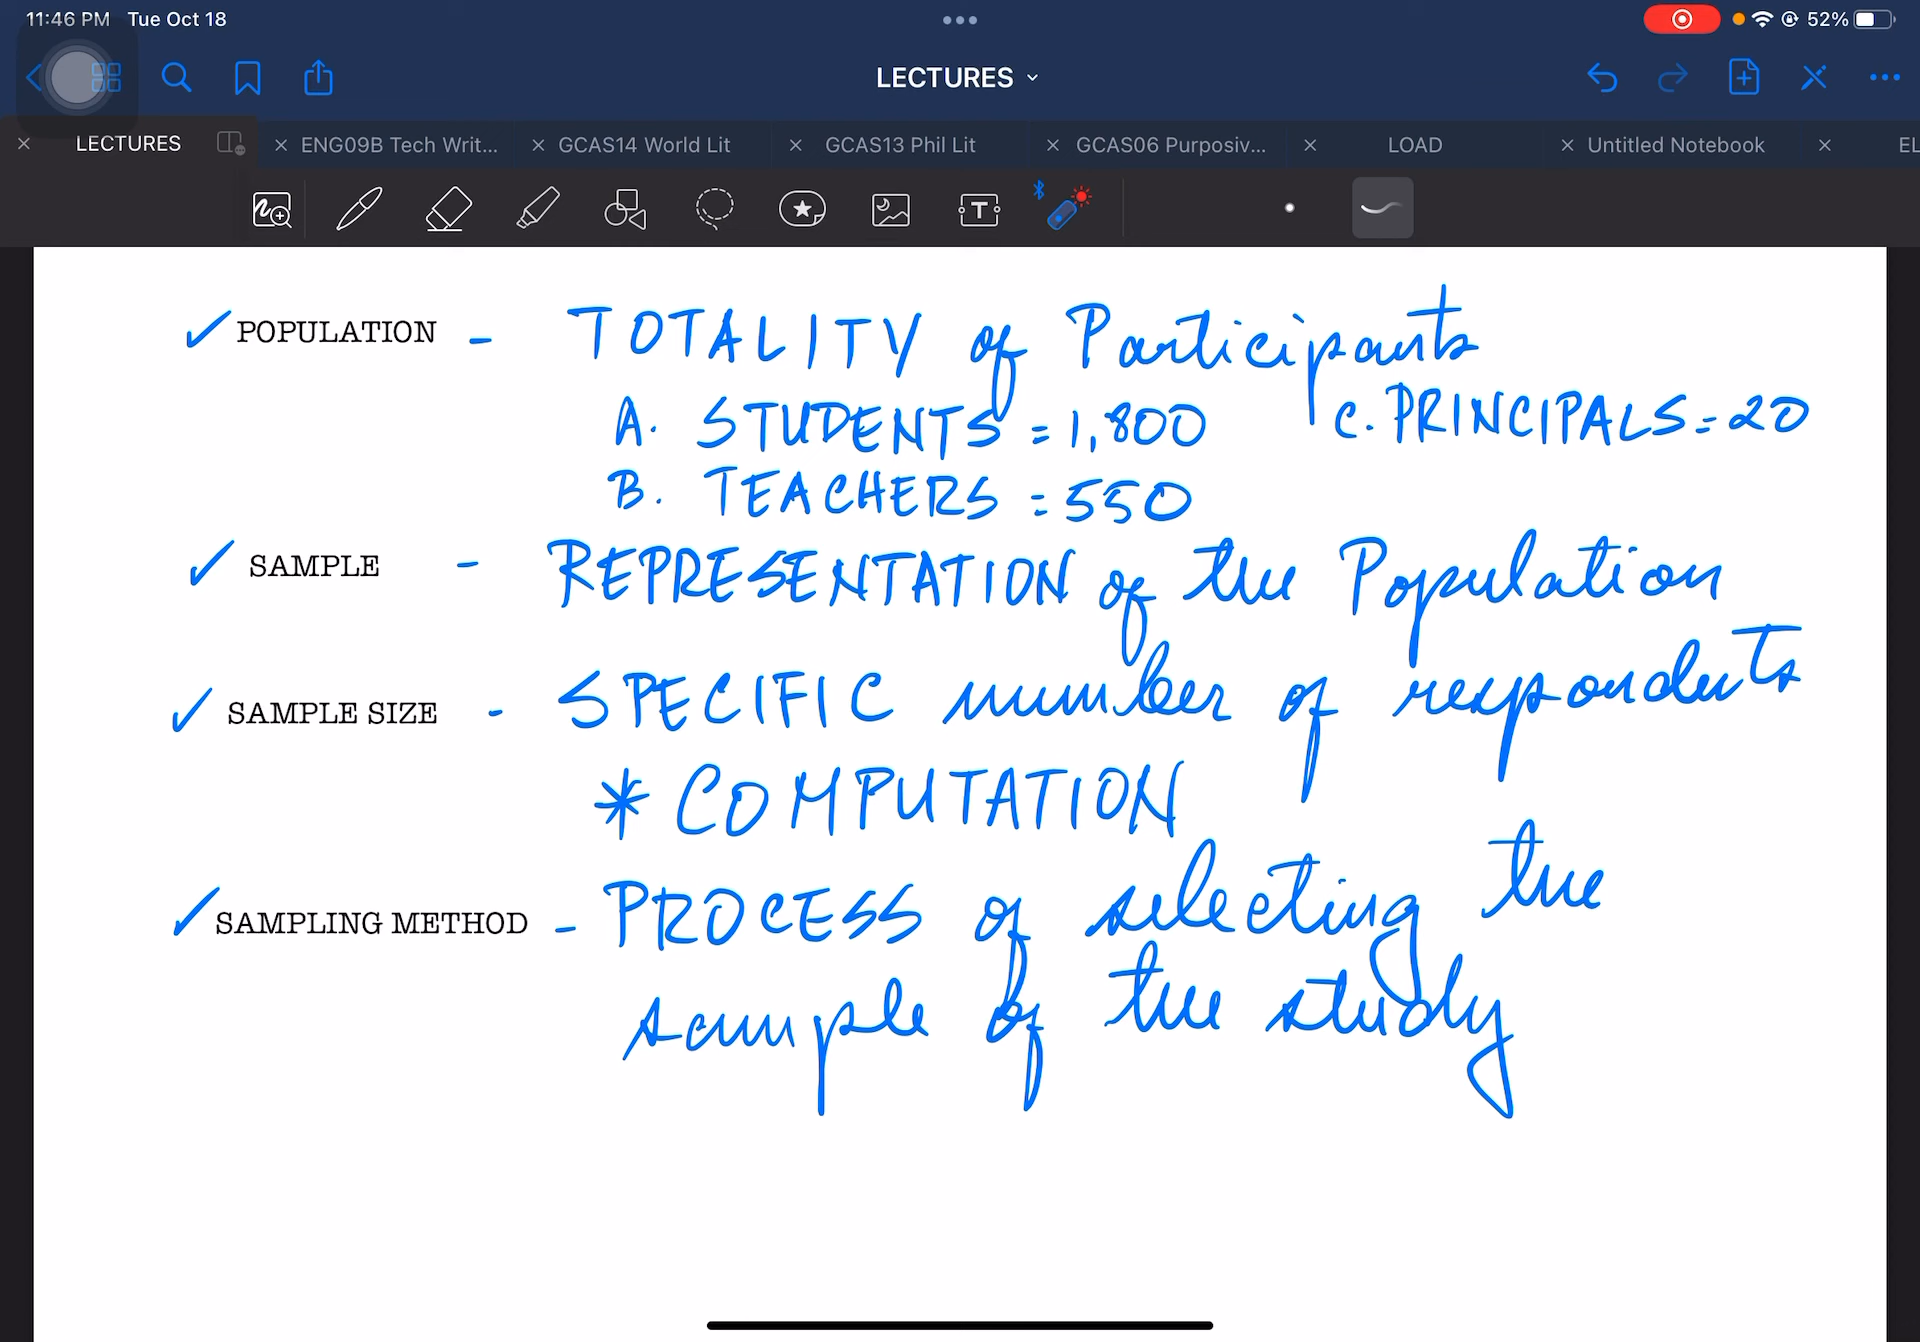 11:46 PM Tue Oct 18
52%
LECTURES
LECTURES
ENG09B Tech Writ...
GCAS14 World Lit
GCAS13 Phil Lit
GCAS06 Purposiv...
LOAD
Untitled Notebook
EL
POPULATION - TOTALITY of Participants
A. STUDENTS = 1,800 C. PRINCIPALS = 20
B. TEACHERS = 550
SAMPLE - REPRESENTATION of the Population
SAMPLE SIZE - SPECIFIC number of respondents
* COMPUTATION
SAMPLING METHOD - PROCESS of selecting the
sample of the study